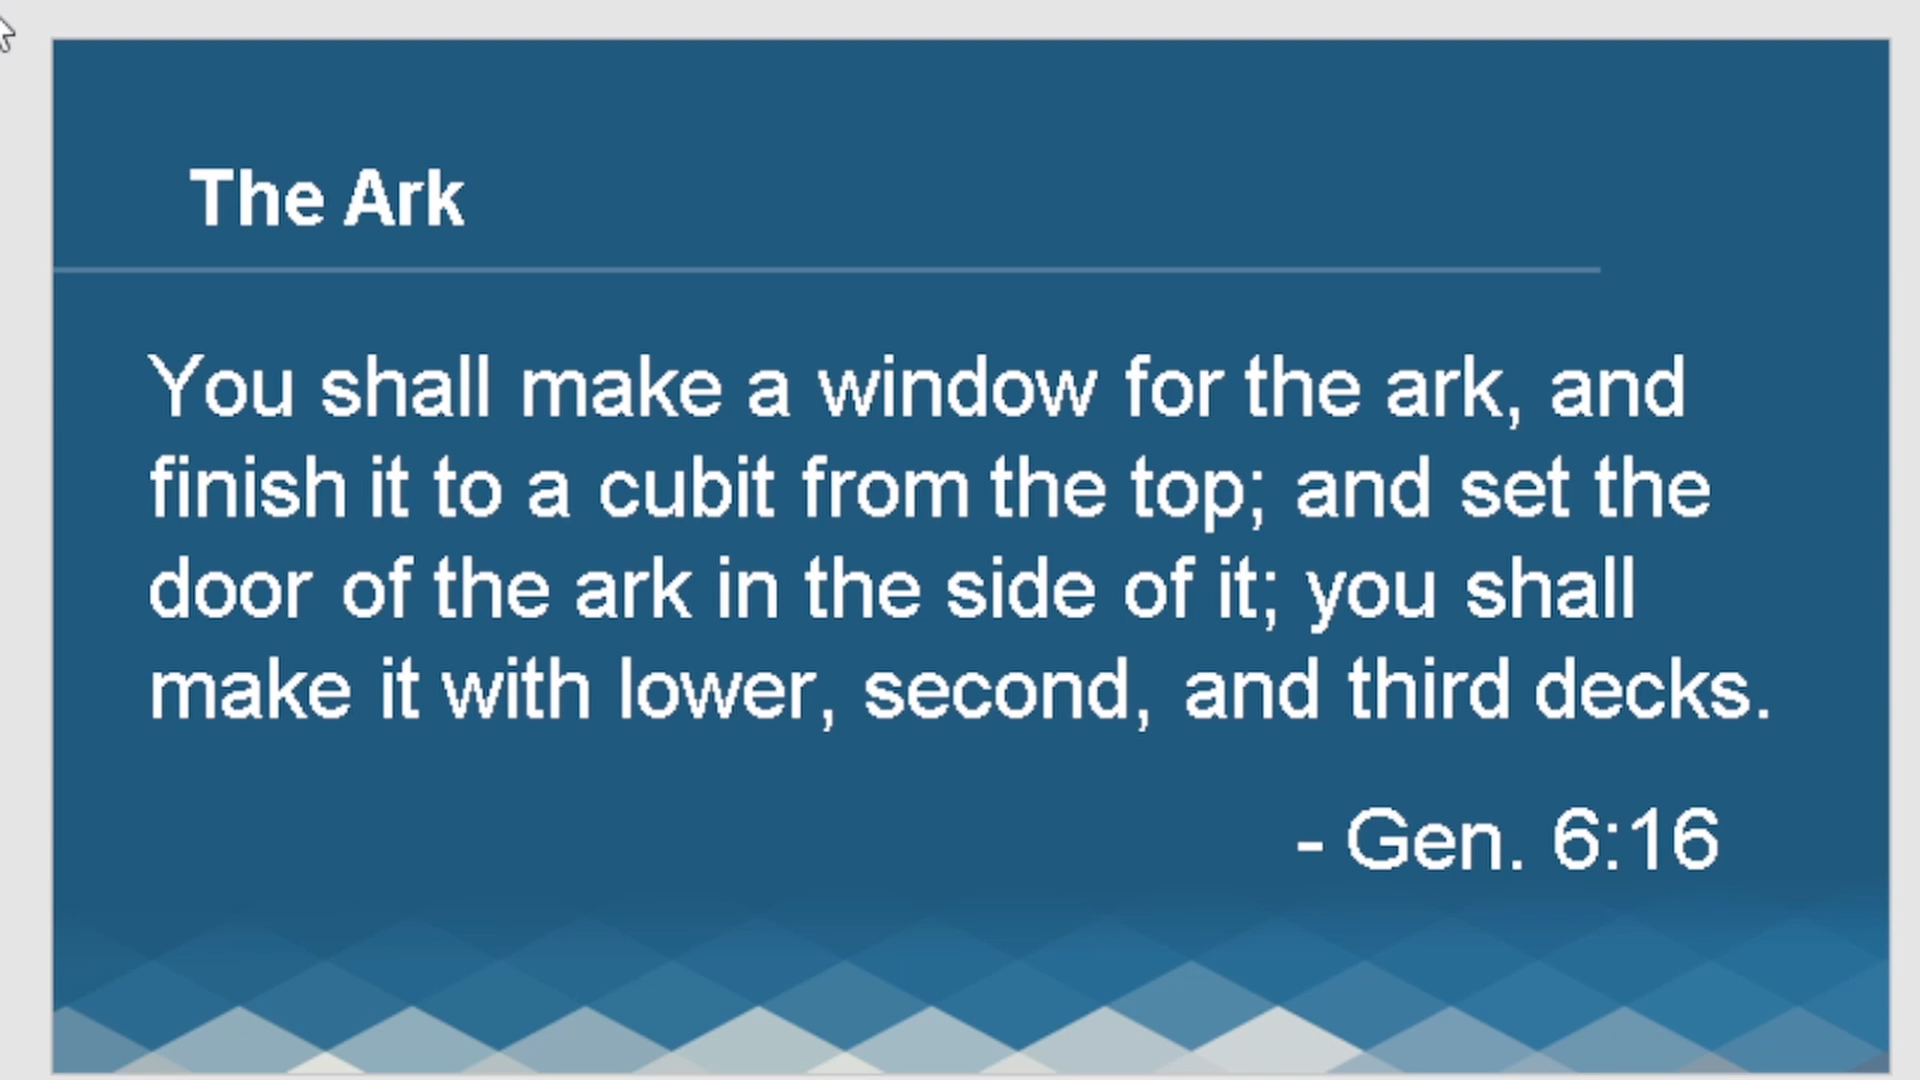 The Ark
You shall make a window for the ark, and
finish it to a cubit from the top; and set the
door of the ark in the side of it; you shall
make it with lower, second, and third decks.
- Gen. 6:16